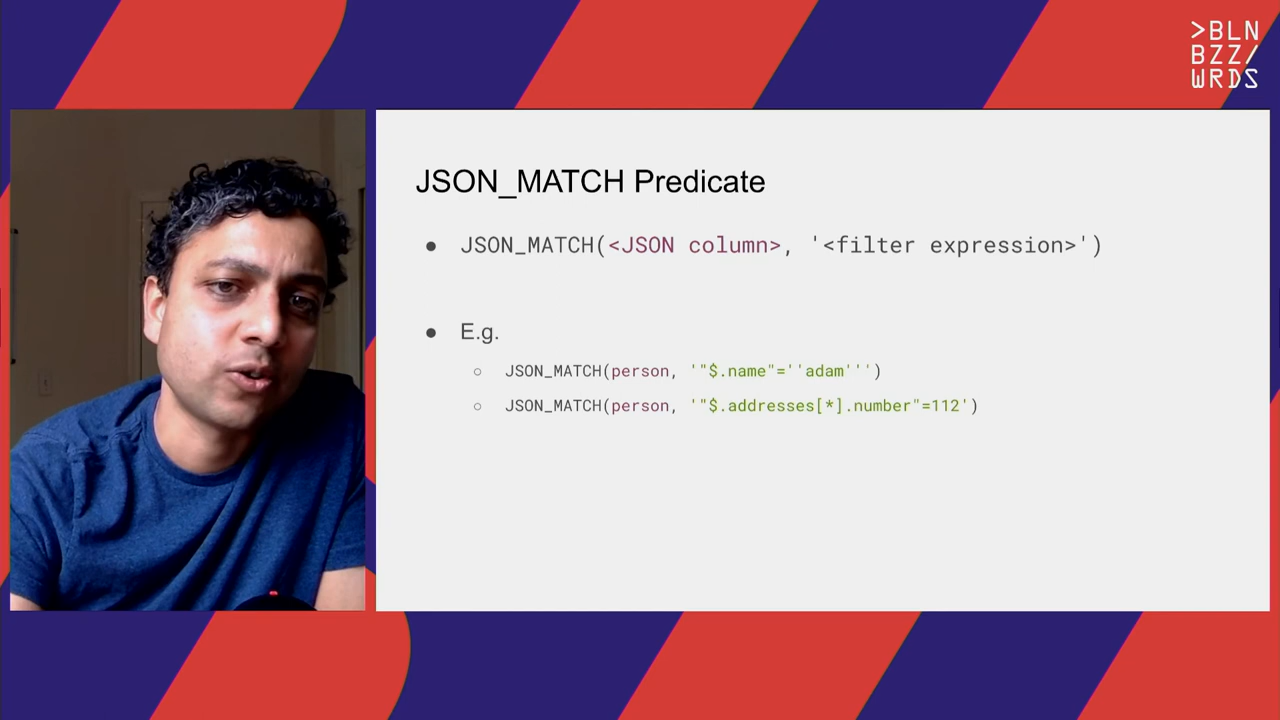 >BLN
BZZ/
WRDS
JSON_MATCH Predicate
● JSON_MATCH(<JSON column>, '<filter expression>')
● E.g.
○ JSON_MATCH(person, '"$.name"=''adam''')
○ JSON_MATCH(person, '"$.addresses[*].number"=112')